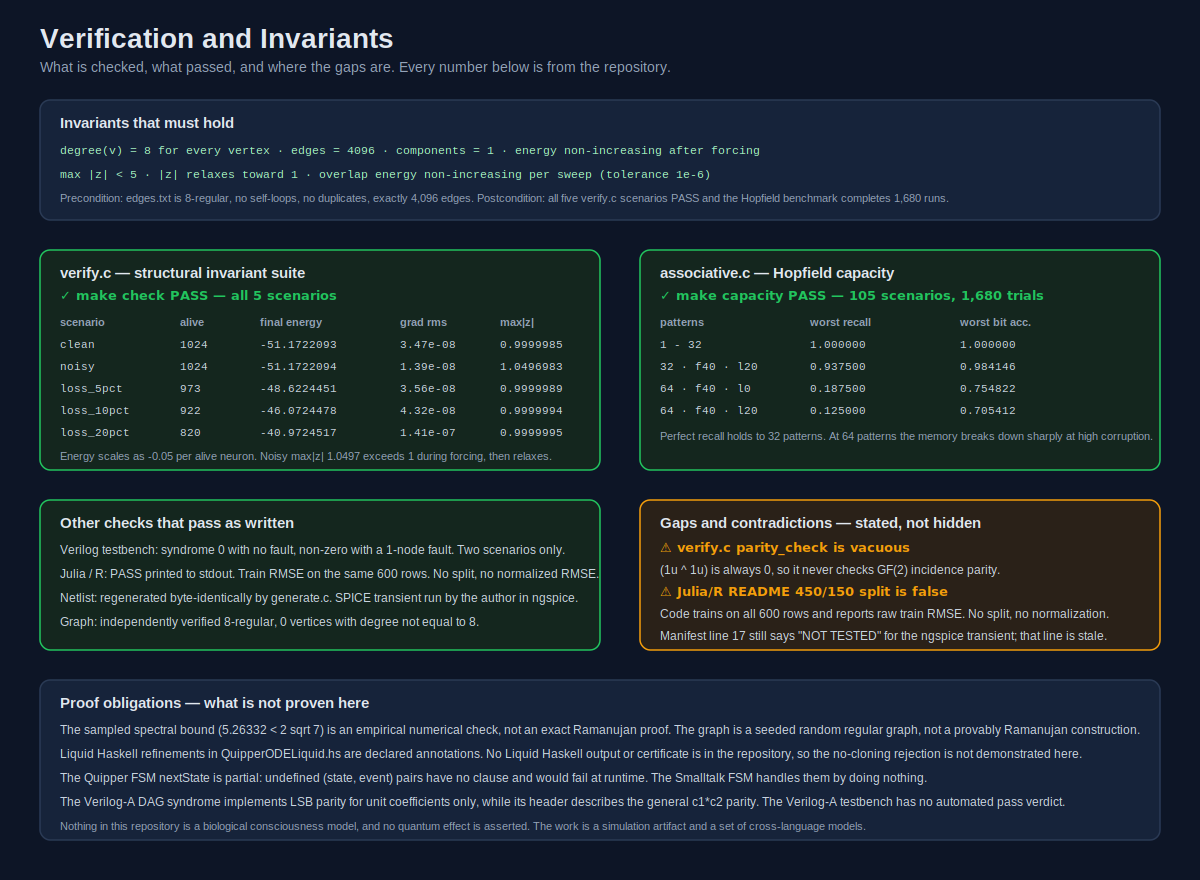 Verification and Invariants
What is checked, what passed, and where the gaps are. Every number below is from the repository.
Invariants that must hold
degree(v) = 8 for every vertex · edges = 4096 · components = 1 · energy non-increasing after forcing
max |z| < 5 · |z| relaxes toward 1 · overlap energy non-increasing per sweep (tolerance 1e-6)
Precondition: edges.txt is 8-regular, no self-loops, no duplicates, exactly 4,096 edges. Postcondition: all five verify.c scenarios PASS and the Hopfield benchmark completes 1,680 runs.
verify.c — structural invariant suite
✓ make check PASS — all 5 scenarios
scenario alive final energy grad rms max|z|
clean 1024 -51.1722093 3.47e-08 0.9999985
noisy 1024 -51.1722094 1.39e-08 1.0496983
loss_5pct 973 -48.6224451 3.56e-08 0.9999989
loss_10pct 922 -46.0724478 4.32e-08 0.9999994
loss_20pct 820 -40.9724517 1.41e-07 0.9999995
Energy scales as -0.05 per alive neuron. Noisy max|z| 1.0497 exceeds 1 during forcing, then relaxes.
associative.c — Hopfield capacity
✓ make capacity PASS — 105 scenarios, 1,680 trials
patterns worst recall worst bit acc.
1 - 32 1.000000 1.000000
32 · f40 · l20 0.937500 0.984146
64 · f40 · l0 0.187500 0.754822
64 · f40 · l20 0.125000 0.705412
Perfect recall holds to 32 patterns. At 64 patterns the memory breaks down sharply at high corruption.
Other checks that pass as written
Verilog testbench: syndrome 0 with no fault, non-zero with a 1-node fault. Two scenarios only.
Julia / R: PASS printed to stdout. Train RMSE on the same 600 rows. No split, no normalized RMSE.
Netlist: regenerated byte-identically by generate.c. SPICE transient run by the author in ngspice.
Graph: independently verified 8-regular, 0 vertices with degree not equal to 8.
Gaps and contradictions — stated, not hidden
⚠ verify.c parity_check is vacuous
(1u ^ 1u) is always 0, so it never checks GF(2) incidence parity.
⚠ Julia/R README 450/150 split is false
Code trains on all 600 rows and reports raw train RMSE. No split, no normalization.
Manifest line 17 still says "NOT TESTED" for the ngspice transient; that line is stale.
Proof obligations — what is not proven here
The sampled spectral bound (5.26332 < 2 sqrt 7) is an empirical numerical check, not an exact Ramanujan proof. The graph is a seeded random regular graph, not a provably Ramanujan construction.
Liquid Haskell refinements in QuipperODELiquid.hs are declared annotations. No Liquid Haskell output or certificate is in the repository, so the no-cloning rejection is not demonstrated here.
The Quipper FSM nextState is partial: undefined (state, event) pairs have no clause and would fail at runtime. The Smalltalk FSM handles them by doing nothing.
The Verilog-A DAG syndrome implements LSB parity for unit coefficients only, while its header describes the general c1*c2 parity. The Verilog-A testbench has no automated pass verdict.
Nothing in this repository is a biological consciousness model, and no quantum effect is asserted. The work is a simulation artifact and a set of cross-language models.